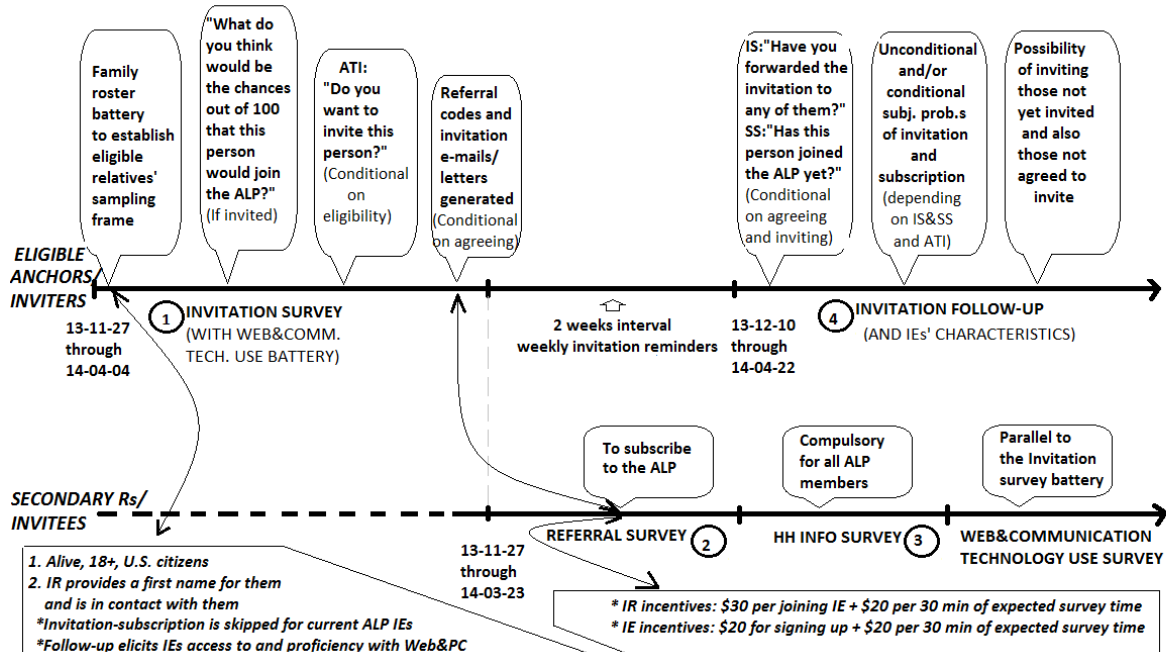 Family
roster
battery
to establish
eligible
relatives'
sampling
frame
"What do
you think
would be
the chances
out of 100
that this
person
would join
the ALP?"
(If invited)
ATI:
"Do you
want to
invite this
person?"
(Conditional
on
eligibility)
Referral
codes and
invitation
e-mails/
letters
generated
(Conditional
on agreeing)
IS:"Have you
forwarded the
invitation to
any of them?"
SS:"Has this
person joined
the ALP yet?"
(Conditional
on agreeing
and inviting)
Unconditional
and/or
conditional
subj. prob.s
of invitation
and
subscription
(depending
on IS&SS
and ATI)
Possibility
of inviting
those not
yet invited
and also
those not
agreed to
invite
ELIGIBLE
ANCHORS/
INVITERS
13-11-27
through
14-04-04
1 INVITATION SURVEY
(WITH WEB&COMM.
TECH. USE BATTERY)
2 weeks interval
weekly invitation reminders
13-12-10
through
14-04-22
4 INVITATION FOLLOW-UP
(AND IEs' CHARACTERISTICS)
To subscribe
to the ALP
Compulsory
for all ALP
members
Parallel to
the Invitation
survey battery
SECONDARY Rs/
INVITEES
13-11-27
through
14-03-23
REFERRAL SURVEY 2
HH INFO SURVEY 3
WEB&COMMUNICATION
TECHNOLOGY USE SURVEY
1. Alive, 18+, U.S. citizens
2. IR provides a first name for them
and is in contact with them
*Invitation-subscription is skipped for current ALP IEs
*Follow-up elicits IEs access to and proficiency with Web&PC
* IR incentives: $30 per joining IE + $20 per 30 min of expected survey time
* IE incentives: $20 for signing up + $20 per 30 min of expected survey time